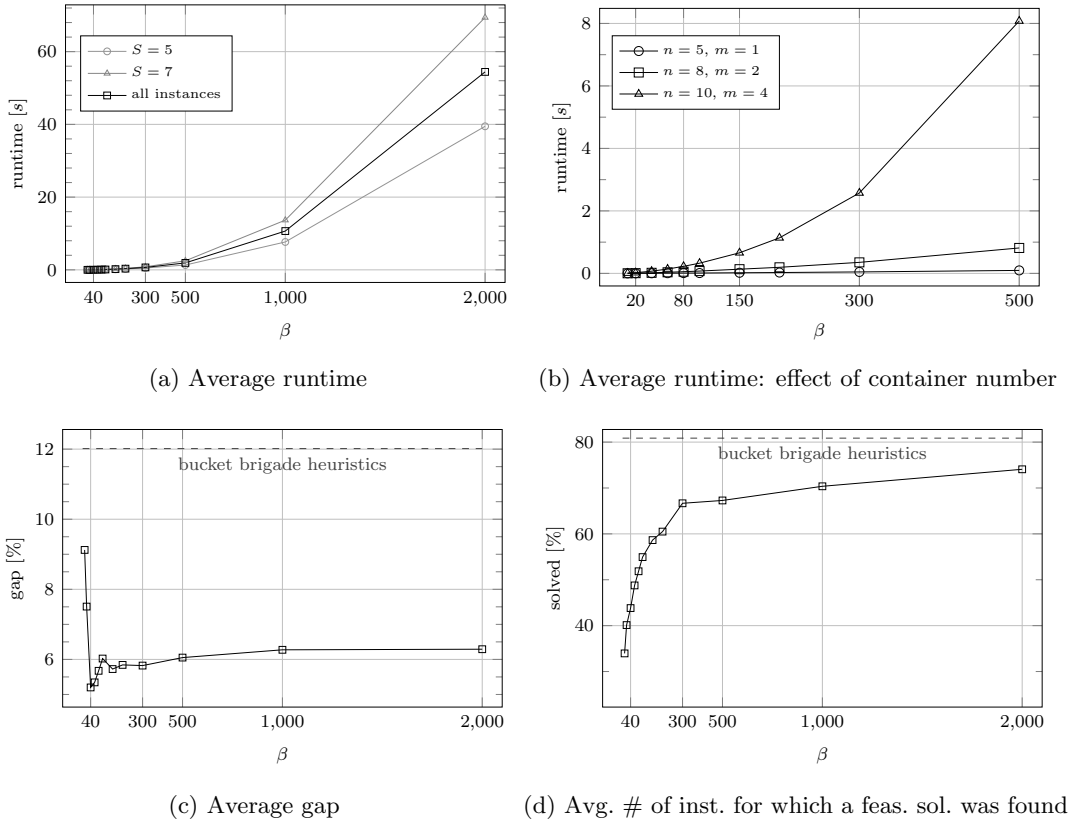 60
40
20
0
runtime [s]
S = 5
S = 7
all instances
40
300
500
1,000
2,000
β
(a) Average runtime
8
6
4
2
0
runtime [s]
n = 5, m = 1
n = 8, m = 2
n = 10, m = 4
20
80
150
300
500
β
(b) Average runtime: effect of container number
12
10
8
6
gap [%]
bucket brigade heuristics
40
300
500
1,000
2,000
β
(c) Average gap
80
60
40
solved [%]
bucket brigade heuristics
40
300
500
1,000
2,000
β
(d) Avg. # of inst. for which a feas. sol. was found